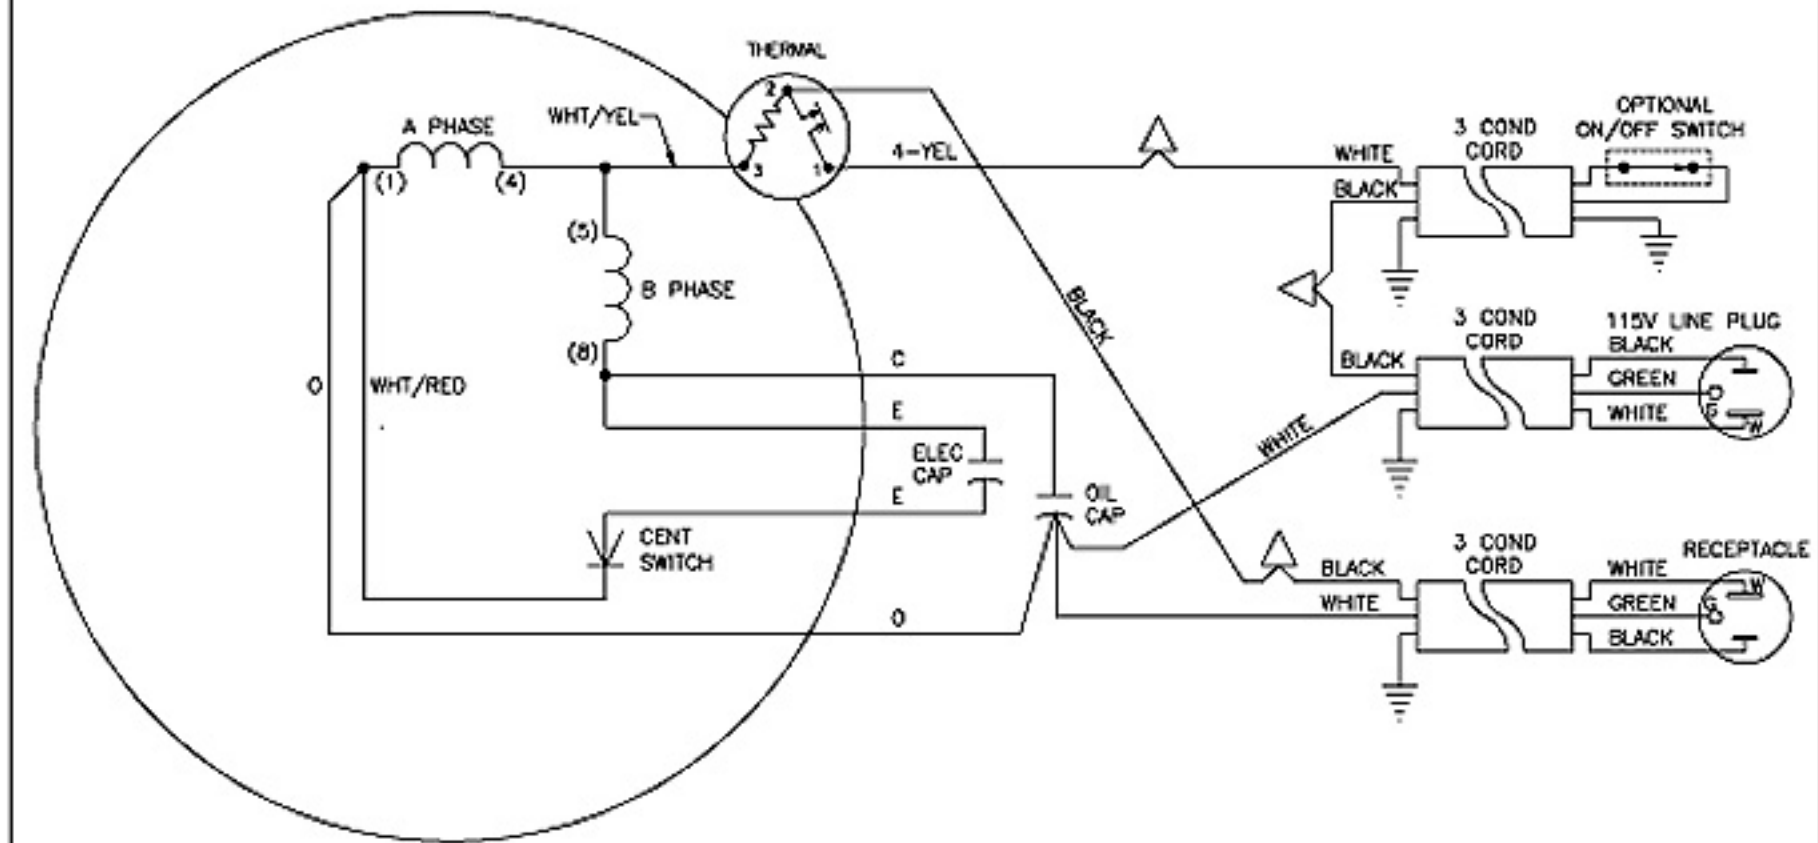 THERMAL
2
3
1
A PHASE
(1)
(4)
WHT/YEL
4-YEL
(5)
B PHASE
(8)
O
WHT/RED
C
E
ELEC
CAP
E
OIL
CAP
CENT
SWITCH
O
BLACK
WHITE
WHITE
BLACK
3 COND
CORD
OPTIONAL
ON/OFF SWITCH
BLACK
3 COND
CORD
115V LINE PLUG
BLACK
GREEN
WHITE
G
W
BLACK
WHITE
3 COND
CORD
RECEPTACLE
WHITE
GREEN
BLACK
W
G